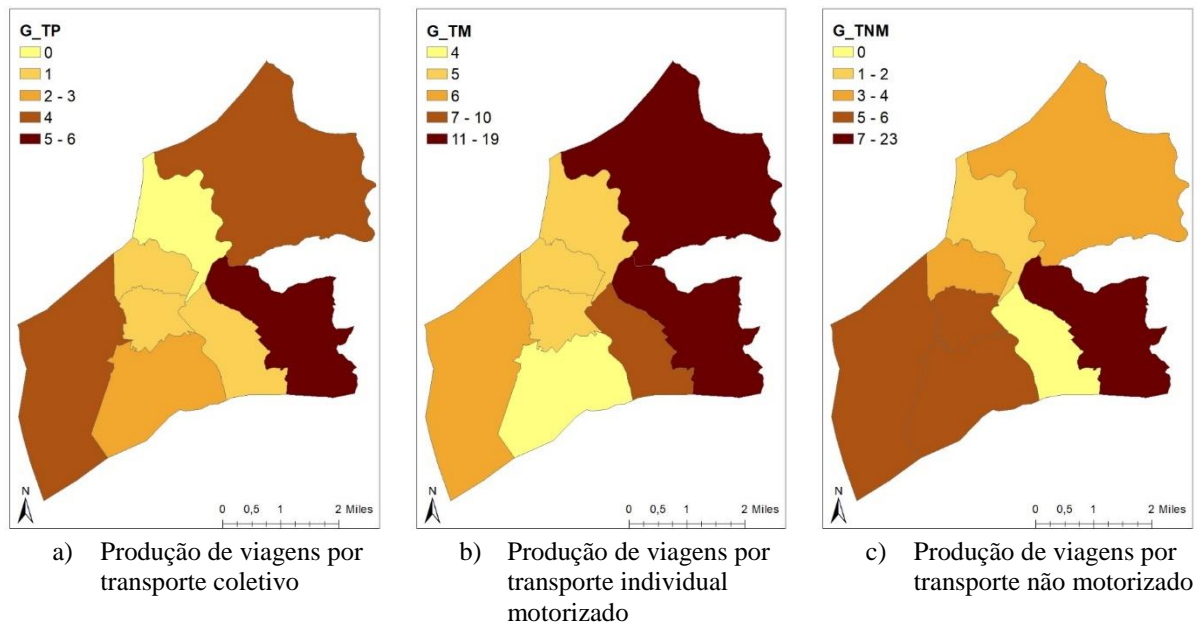 G_TP
0
1
2 - 3
4
5 - 6
N
0 0,5 1 2 Miles
a) Produção de viagens por
transporte coletivo
G_TM
4
5
6
7 - 10
11 - 19
N
0 0,5 1 2 Miles
b) Produção de viagens por
transporte individual
motorizado
G_TNM
0
1 - 2
3 - 4
5 - 6
7 - 23
N
0 0,5 1 2 Miles
c) Produção de viagens por
transporte não motorizado